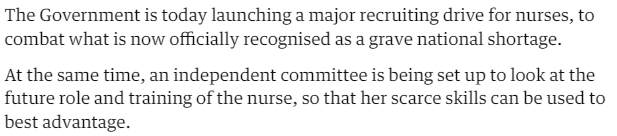 The Government is today launching a major recruiting drive for nurses, to
combat what is now officially recognised as a grave national shortage.
At the same time, an independent committee is being set up to look at the
future role and training of the nurse, so that her scarce skills can be used to
best advantage.